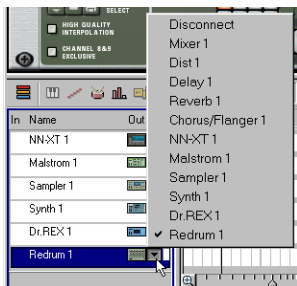 SELECT
HIGH QUALITY
INTERPOLATION
CHANNEL 8&9
EXCLUSIVE
In Name Out
NN-XT 1
Malstrom 1
Sampler 1
Synth 1
Dr.REX 1
Redrum 1
Disconnect
Mixer 1
Dist 1
Delay 1
Reverb 1
Chorus/Flanger 1
NN-XT 1
Malstrom 1
Sampler 1
Synth 1
Dr.REX 1
Redrum 1